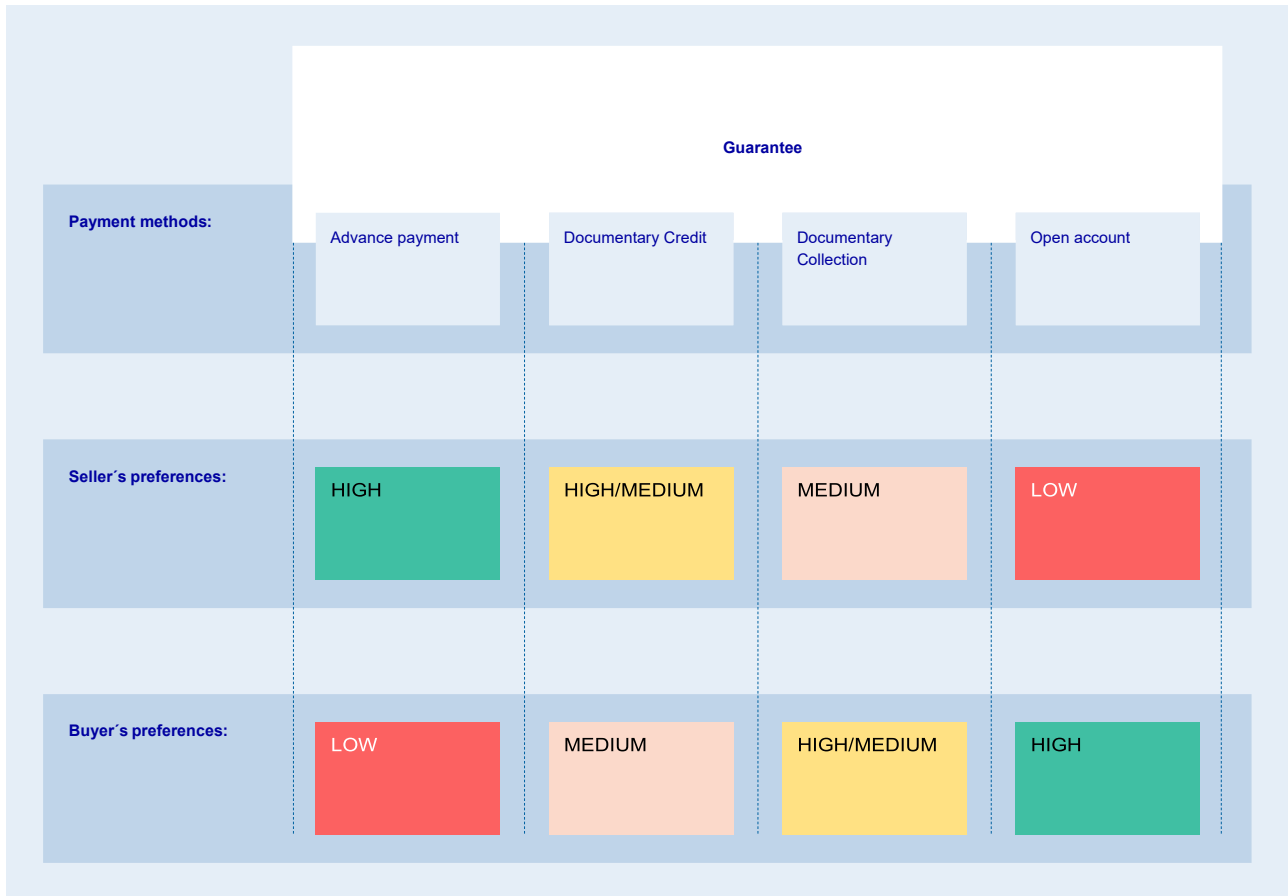 Guarantee
Payment methods:
Advance payment
Documentary Credit
Documentary
Collection
Open account
Seller´s preferences:
HIGH
HIGH/MEDIUM
MEDIUM
LOW
Buyer´s preferences:
LOW
MEDIUM
HIGH/MEDIUM
HIGH